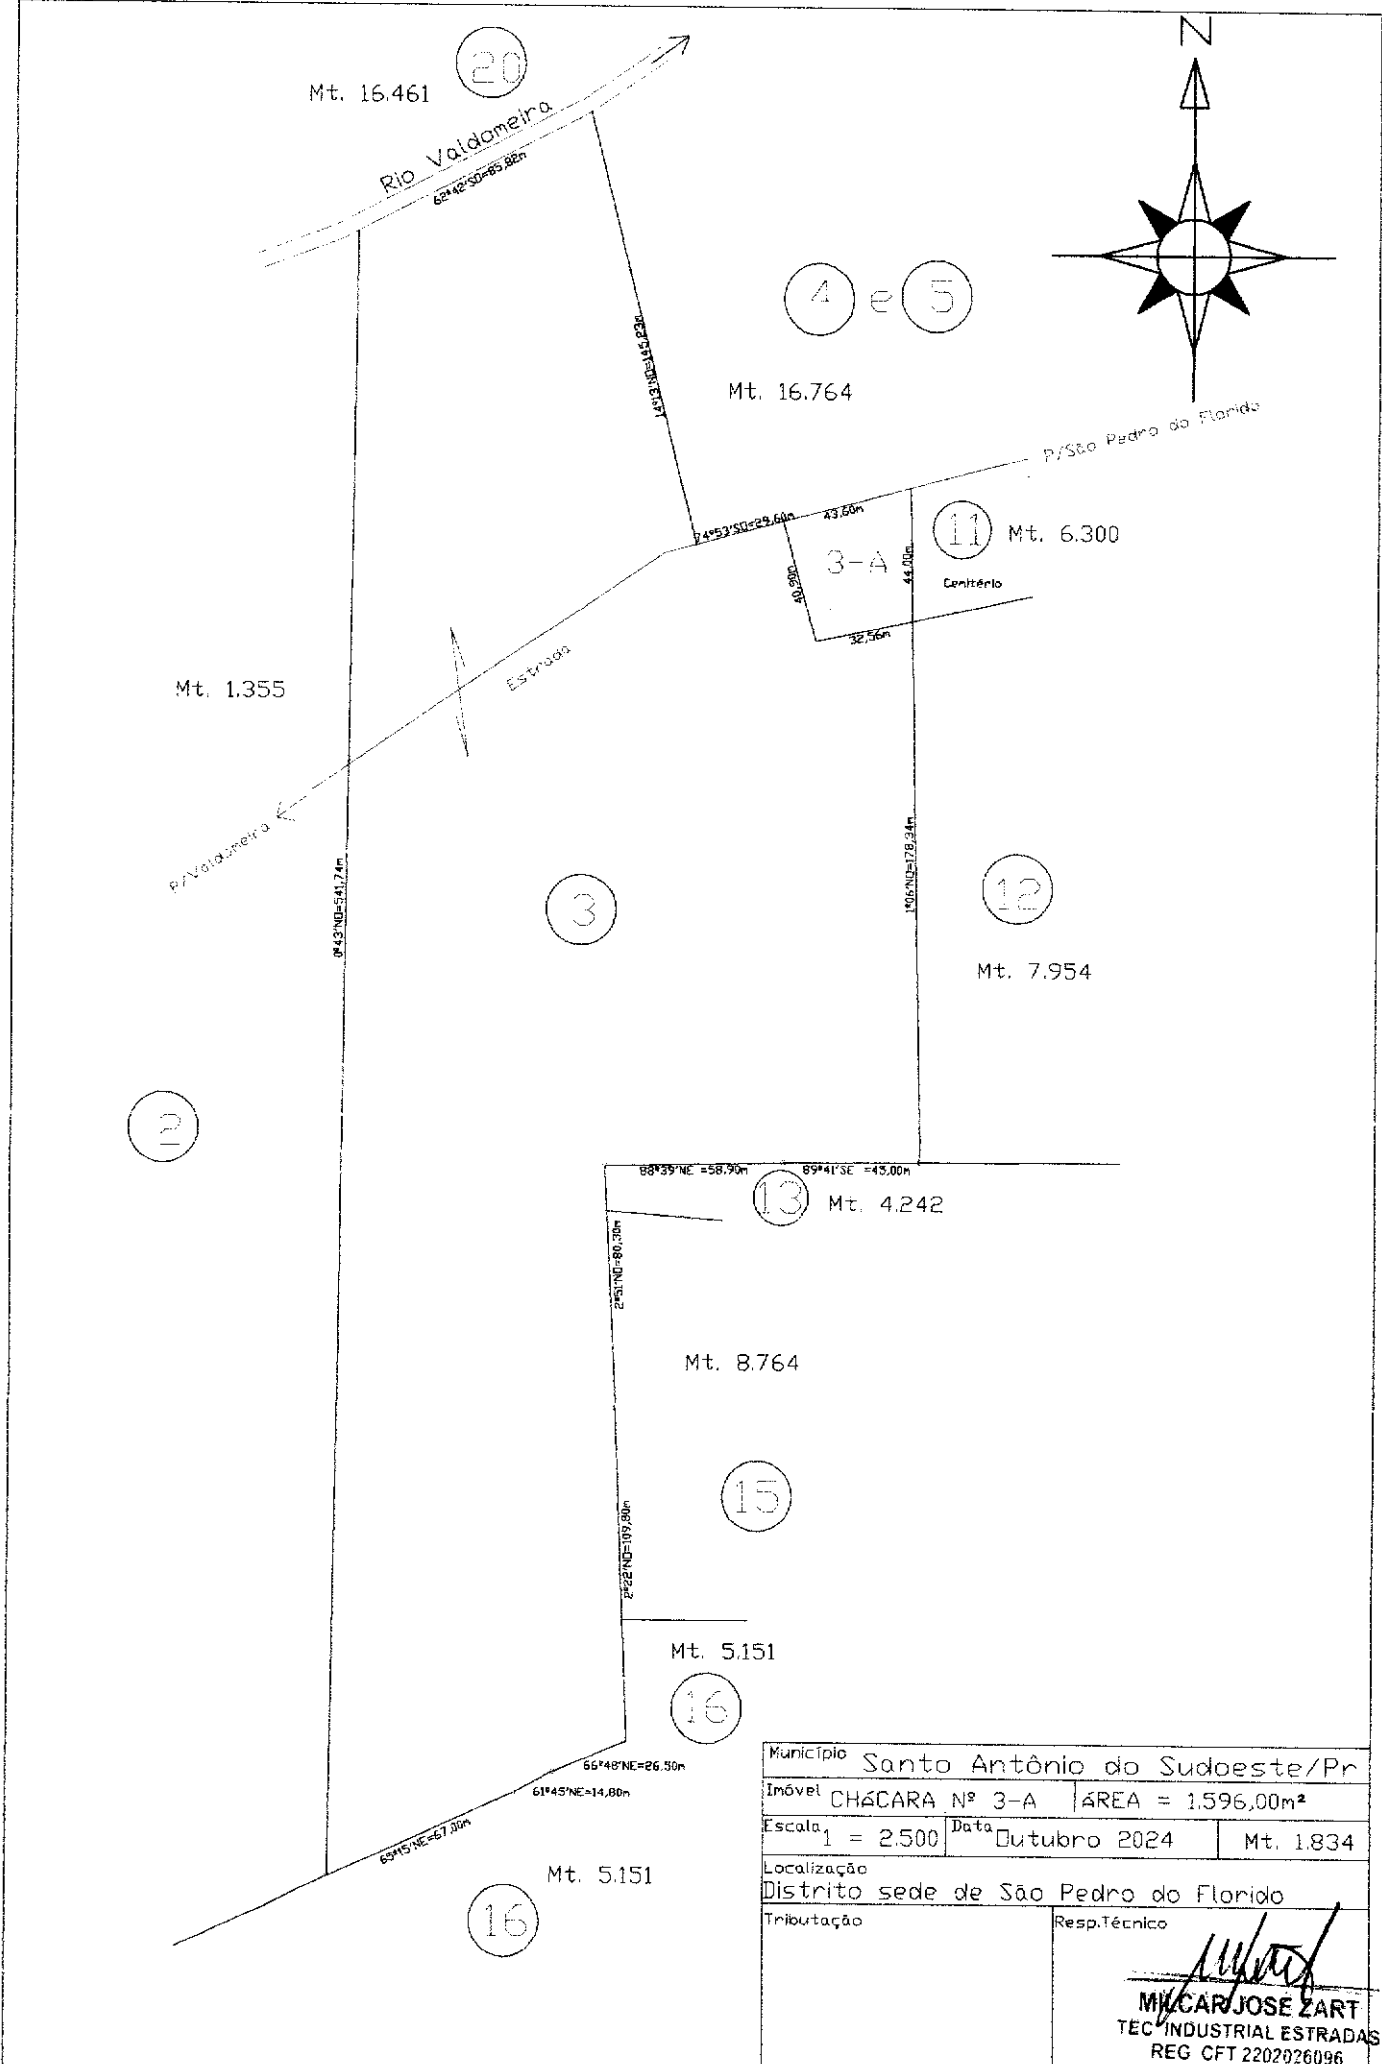 N
20
Mt. 16.461
Rio Valdomeira
62°42'SO=85,82m
4 e 5
14°13'NO=145,23m
Mt. 16.764
P/São Pedro do Florido
74°53'SO=29,60m
43,60m
11
Mt. 6.300
3-A
44,00m
40,90m
Cemitério
32,56m
Estrada
Mt. 1.355
P/Valdomeira
0°43'NO=541,74m
3
1°06'NO=178,34m
12
Mt. 7.954
2
88°39'NE =58,90m
89°41'SE =45,00m
13
Mt. 4.242
2°51'NO=80,30m
Mt. 8.764
15
2°22'NO=109,80m
Mt. 5.151
16
66°48'NE=26,50m
61°45'NE=14,80m
65°15'NE=67,00m
Mt. 5.151
16
Município Santo Antônio do Sudoeste/Pr
Imóvel CHáCARA Nº 3-A áREA = 1.596,00m²
Escala 1 = 2.500 Data Outubro 2024 Mt. 1.834
Localização
Distrito sede de São Pedro do Florido
Tributação
Resp.Técnico
MILCAR JOSE ZART
TEC INDUSTRIAL ESTRADAS
REG CFT 2202026096